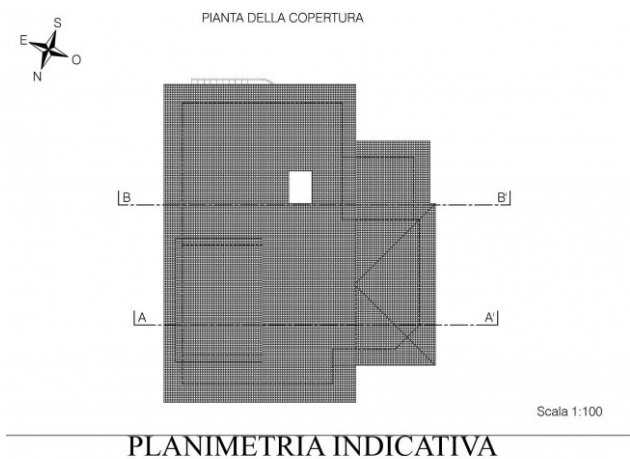 PIANTA DELLA COPERTURA
S
E
O
N
B B'
A A'
Scala 1:100
PLANIMETRIA INDICATIVA